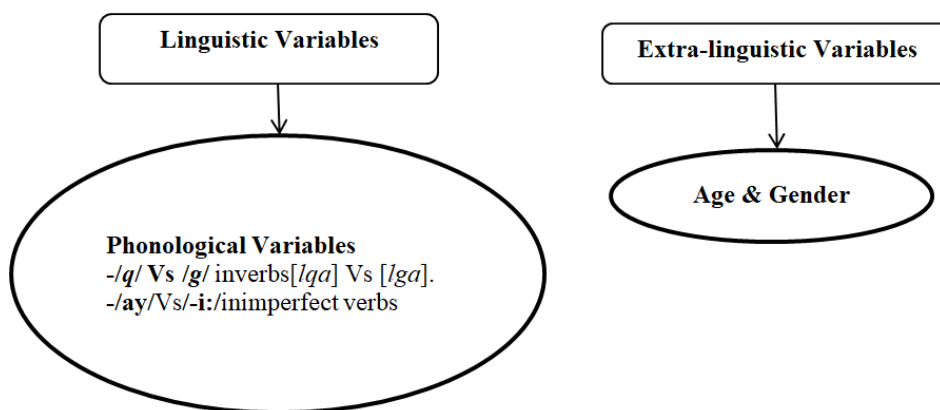 Linguistic Variables
Extra-linguistic Variables
Phonological Variables
-/q/ Vs /g/ inverbs[lqa] Vs [lga].
-/ay/Vs/-i:/inimperfect verbs
Age & Gender